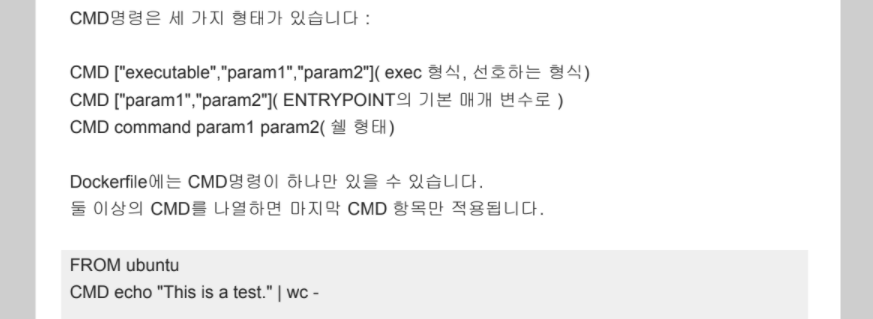 CMD명령은 세 가지 형태가 있습니다 :
CMD ["executable","param1","param2"]( exec 형식, 선호하는 형식)
CMD ["param1","param2"]( ENTRYPOINT의 기본 매개 변수로 )
CMD command param1 param2( 쉘 형태)
Dockerfile에는 CMD명령이 하나만 있을 수 있습니다.
둘 이상의 CMD를 나열하면 마지막 CMD 항목만 적용됩니다.
FROM ubuntu
CMD echo "This is a test." | wc -